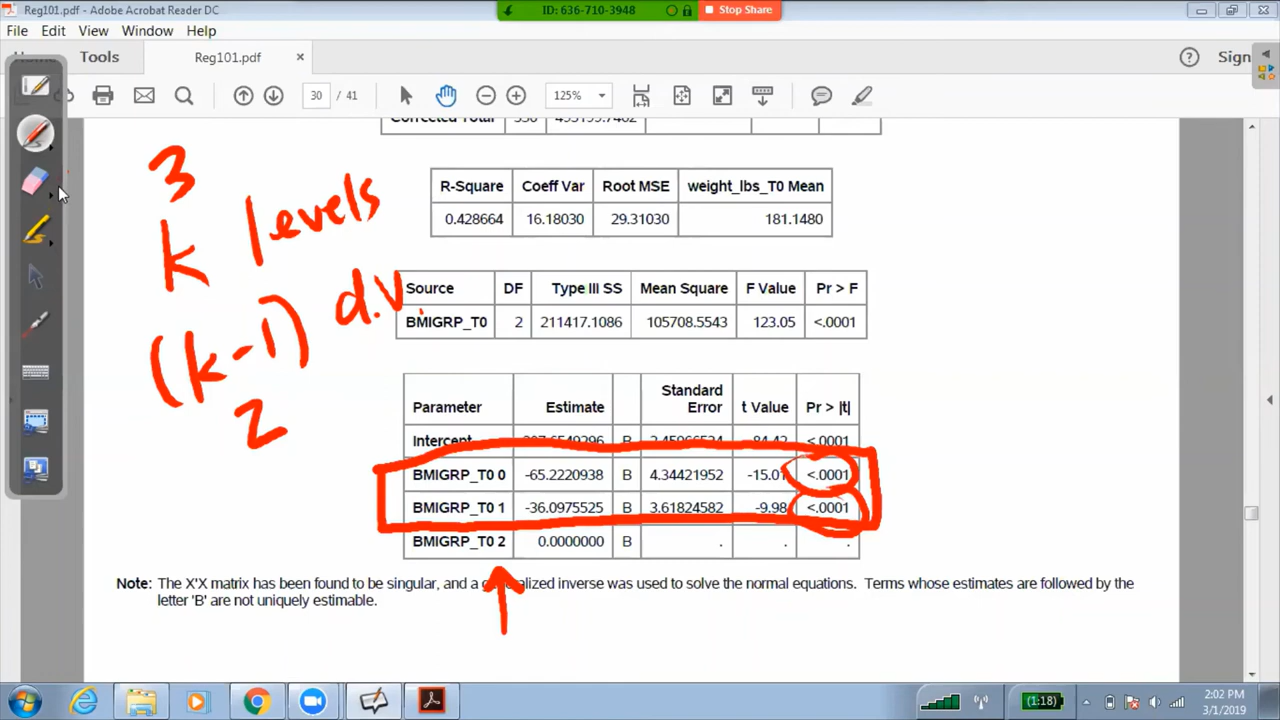 Reg101.pdf - Adobe Acrobat Reader DC
ID: 636-710-3948
Stop Share
File Edit View Window Help
Tools
Reg101.pdf ×
Sign
30 / 41
125%
Corrected Total
R-Square Coeff Var Root MSE weight_lbs_T0 Mean
0.428664 16.18030 29.31030 181.1480
Source DF Type III SS Mean Square F Value Pr > F
BMIGRP_T0 2 211417.1086 105708.5543 123.05 <.0001
Parameter Estimate Standard Error t Value Pr > |t|
Intercept B <.0001
BMIGRP_T0 0 -65.2220938 B 4.34421952 <.0001
BMIGRP_T0 1 -36.0975525 B 3.61824582 -9.98 <.0001
BMIGRP_T0 2 0.0000000 B . . .
Note: The X'X matrix has been found to be singular, and a generalized inverse was used to solve the normal equations. Terms whose estimates are followed by the
letter 'B' are not uniquely estimable.
3
k levels
(k-1) d.V
2
(1:18)
2:02 PM
3/1/2019